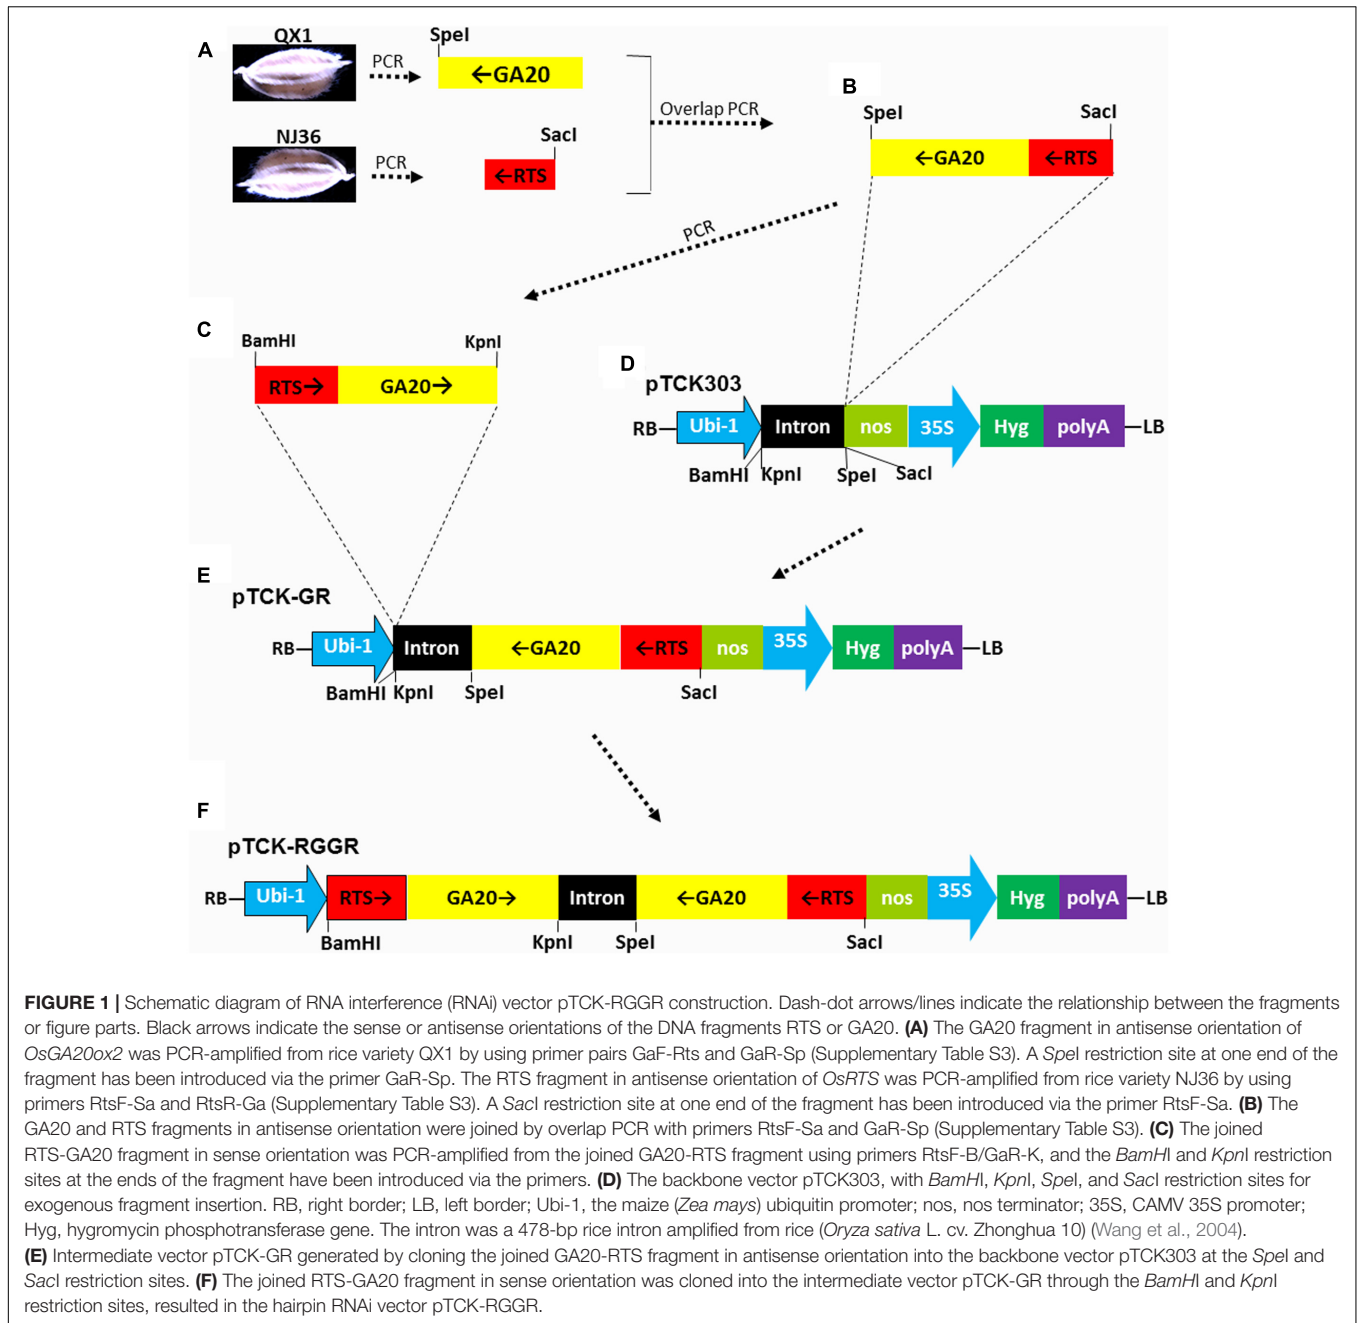 A
QX1
PCR
SpeI
←GA20
NJ36
PCR
SacI
←RTS
Overlap PCR
B
SpeI
SacI
←GA20
←RTS
PCR
C
BamHI
KpnI
RTS→
GA20→
D
pTCK303
RB
Ubi-1
Intron
nos
35S
Hyg
polyA
LB
BamHI
KpnI
SpeI
SacI
E
pTCK-GR
RB
Ubi-1
Intron
←GA20
←RTS
nos
35S
Hyg
polyA
LB
BamHI
KpnI
SpeI
SacI
F
pTCK-RGGR
RB
Ubi-1
RTS→
GA20→
Intron
←GA20
←RTS
nos
35S
Hyg
polyA
LB
BamHI
KpnI
SpeI
SacI
FIGURE 1 | Schematic diagram of RNA interference (RNAi) vector pTCK-RGGR construction. Dash-dot arrows/lines indicate the relationship between the fragments
or figure parts. Black arrows indicate the sense or antisense orientations of the DNA fragments RTS or GA20. (A) The GA20 fragment in antisense orientation of
OsGA20ox2 was PCR-amplified from rice variety QX1 by using primer pairs GaF-Rts and GaR-Sp (Supplementary Table S3). A SpeI restriction site at one end of the
fragment has been introduced via the primer GaR-Sp. The RTS fragment in antisense orientation of OsRTS was PCR-amplified from rice variety NJ36 by using
primers RtsF-Sa and RtsR-Ga (Supplementary Table S3). A SacI restriction site at one end of the fragment has been introduced via the primer RtsF-Sa. (B) The
GA20 and RTS fragments in antisense orientation were joined by overlap PCR with primers RtsF-Sa and GaR-Sp (Supplementary Table S3). (C) The joined
RTS-GA20 fragment in sense orientation was PCR-amplified from the joined GA20-RTS fragment using primers RtsF-B/GaR-K, and the BamHI and KpnI restriction
sites at the ends of the fragment have been introduced via the primers. (D) The backbone vector pTCK303, with BamHI, KpnI, SpeI, and SacI restriction sites for
exogenous fragment insertion. RB, right border; LB, left border; Ubi-1, the maize (Zea mays) ubiquitin promoter; nos, nos terminator; 35S, CAMV 35S promoter;
Hyg, hygromycin phosphotransferase gene. The intron was a 478-bp rice intron amplified from rice (Oryza sativa L. cv. Zhonghua 10) (Wang et al., 2004).
(E) Intermediate vector pTCK-GR generated by cloning the joined GA20-RTS fragment in antisense orientation into the backbone vector pTCK303 at the SpeI and
SacI restriction sites. (F) The joined RTS-GA20 fragment in sense orientation was cloned into the intermediate vector pTCK-GR through the BamHI and KpnI
restriction sites, resulted in the hairpin RNAi vector pTCK-RGGR.